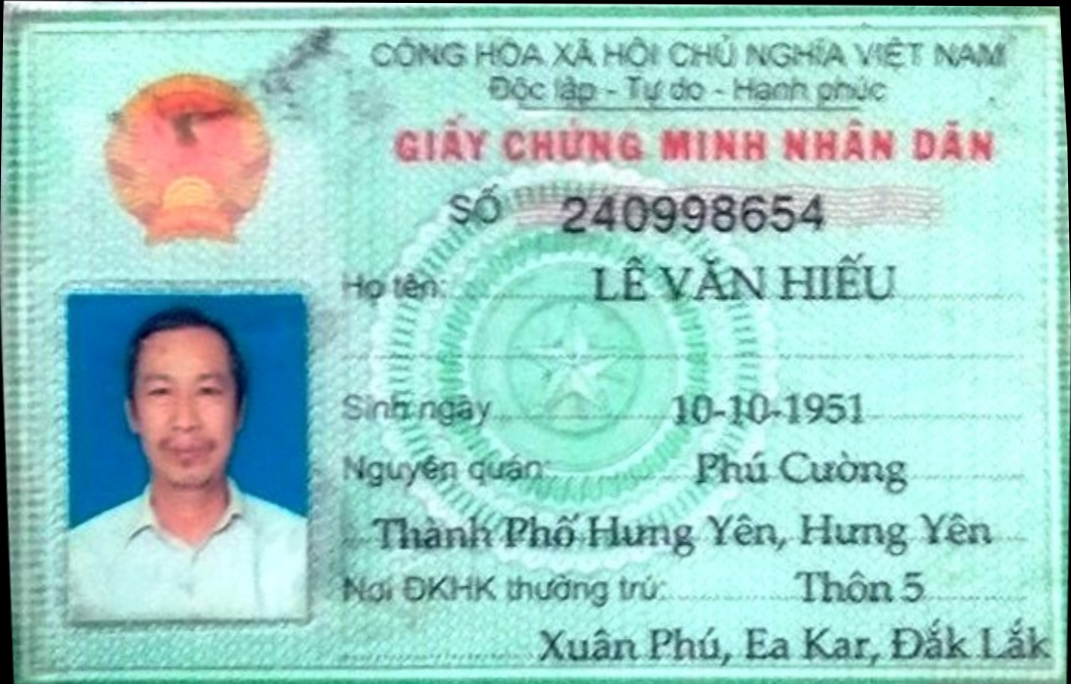 CỘNG HÒA XÃ HỘI CHỦ NGHĨA VIỆT NAM
Độc lập - Tự do - Hạnh phúc
GIẤY CHỨNG MINH NHÂN DÂN
SỐ 240998654
Họ tên: LÊ VĂN HIẾU
Sinh ngày 10-10-1951
Nguyên quán: Phú Cường
Thành Phố Hưng Yên, Hưng Yên
Nơi ĐKHK thường trú: Thôn 5
Xuân Phú, Ea Kar, Đắk Lắk